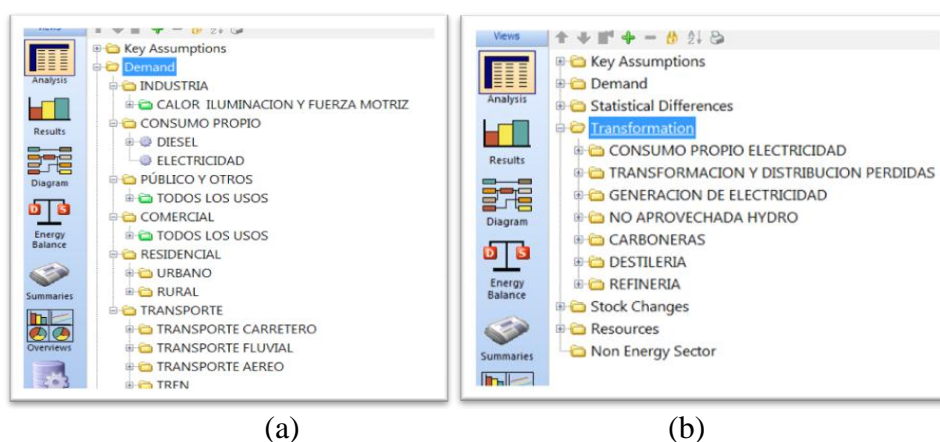 Views
Key Assumptions
Demand
INDUSTRIA
CALOR ILUMINACION Y FUERZA MOTRIZ
CONSUMO PROPIO
DIESEL
ELECTRICIDAD
PÚBLICO Y OTROS
TODOS LOS USOS
COMERCIAL
TODOS LOS USOS
RESIDENCIAL
URBANO
RURAL
TRANSPORTE
TRANSPORTE CARRETERO
TRANSPORTE FLUVIAL
TRANSPORTE AEREO
TREN
Analysis
Results
Diagram
D S
Energy
Balance
Summaries
Overviews
(a)
Views
Key Assumptions
Demand
Statistical Differences
Transformation
CONSUMO PROPIO ELECTRICIDAD
TRANSFORMACION Y DISTRIBUCION PERDIDAS
GENERACION DE ELECTRICIDAD
NO APROVECHADA HYDRO
CARBONERAS
DESTILERIA
REFINERIA
Stock Changes
Resources
Non Energy Sector
Analysis
Results
Diagram
D S
Energy
Balance
Summaries
(b)